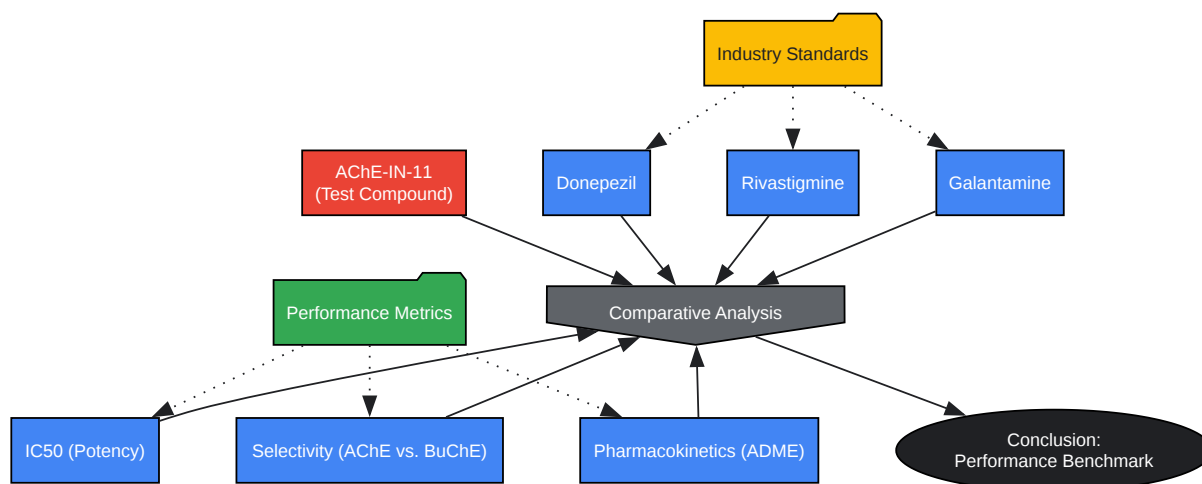 Industry Standards
AChE-IN-11
(Test Compound)
Donepezil
Rivastigmine
Galantamine
Performance Metrics
Comparative Analysis
IC50 (Potency)
Selectivity (AChE vs. BuChE)
Pharmacokinetics (ADME)
Conclusion:
Performance Benchmark